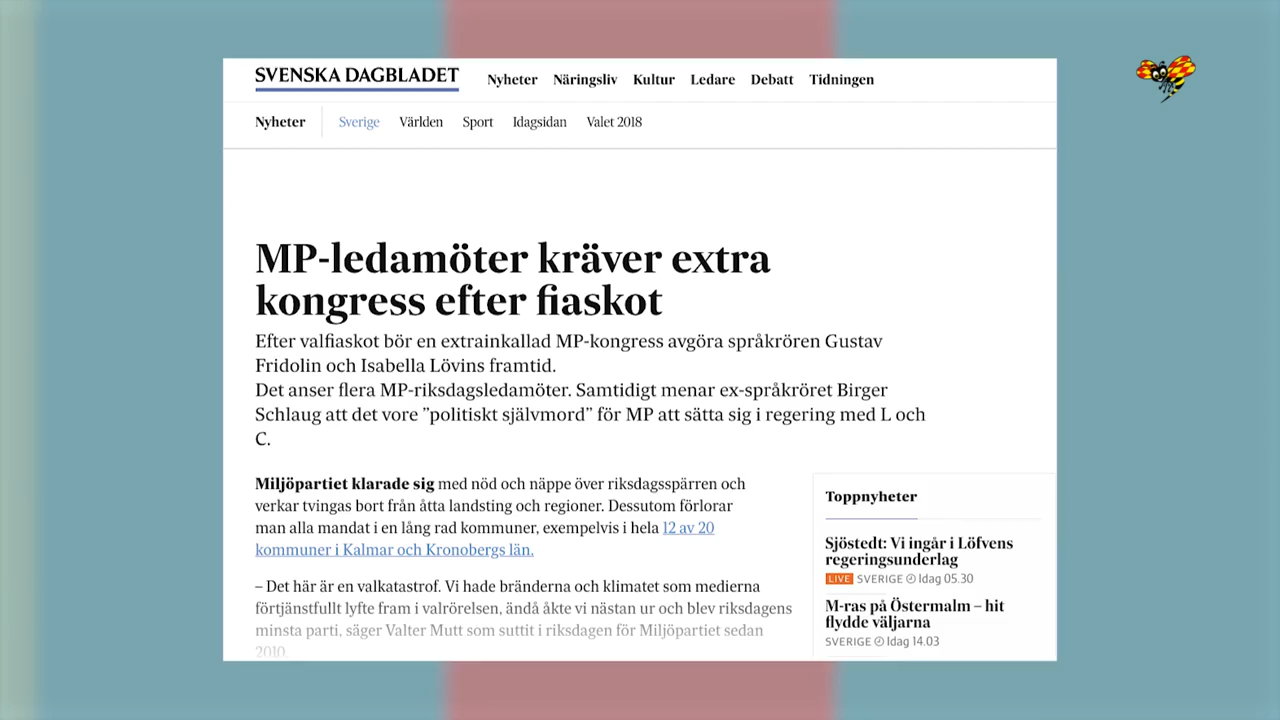 SVENSKA DAGBLADET
Nyheter Näringsliv Kultur Ledare Debatt Tidningen
Nyheter Sverige Världen Sport Idagsidan Valet 2018
MP-ledamöter kräver extra
kongress efter fiaskot
Efter valfiaskot bör en extrainkallad MP-kongress avgöra språkrören Gustav
Fridolin och Isabella Lövins framtid.
Det anser flera MP-riksdagsledamöter. Samtidigt menar ex-språkröret Birger
Schlaug att det vore ”politiskt självmord” för MP att sätta sig i regering med L och
C.
Miljöpartiet klarade sig med nöd och näppe över riksdagsspärren och
verkar tvingas bort från åtta landsting och regioner. Dessutom förlorar
man alla mandat i en lång rad kommuner, exempelvis i hela 12 av 20
kommuner i Kalmar och Kronobergs län.
– Det här är en valkatastrof. Vi hade bränderna och klimatet som medierna
förtjänstfullt lyfte fram i valrörelsen, ändå åkte vi nästan ur och blev riksdagens
minsta parti, säger Valter Mutt som suttit i riksdagen för Miljöpartiet sedan
2010.
Toppnyheter
Sjöstedt: Vi ingår i Löfvens
regeringsunderlag
LIVE SVERIGE Idag 05.30
M-ras på Östermalm – hit
flydde väljarna
SVERIGE Idag 14.03